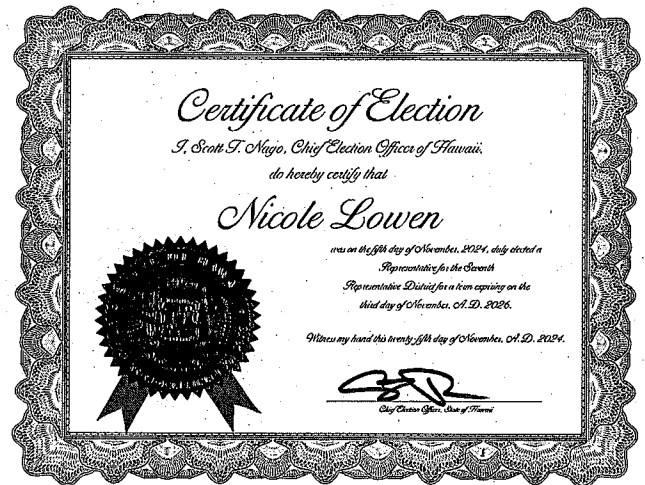 Certificate of Election
I, Scott T. Nago, Chief Election Officer of Hawaii,
do hereby certify that
Nicole Lowen
was on the fifth day of November, 2024, duly elected a
Representative for the Seventh
Representative District for a term expiring on the
third day of November, A.D. 2026.
Witness my hand this twenty-fifth day of November, A.D. 2024.
Chief Election Officer, State of Hawaii